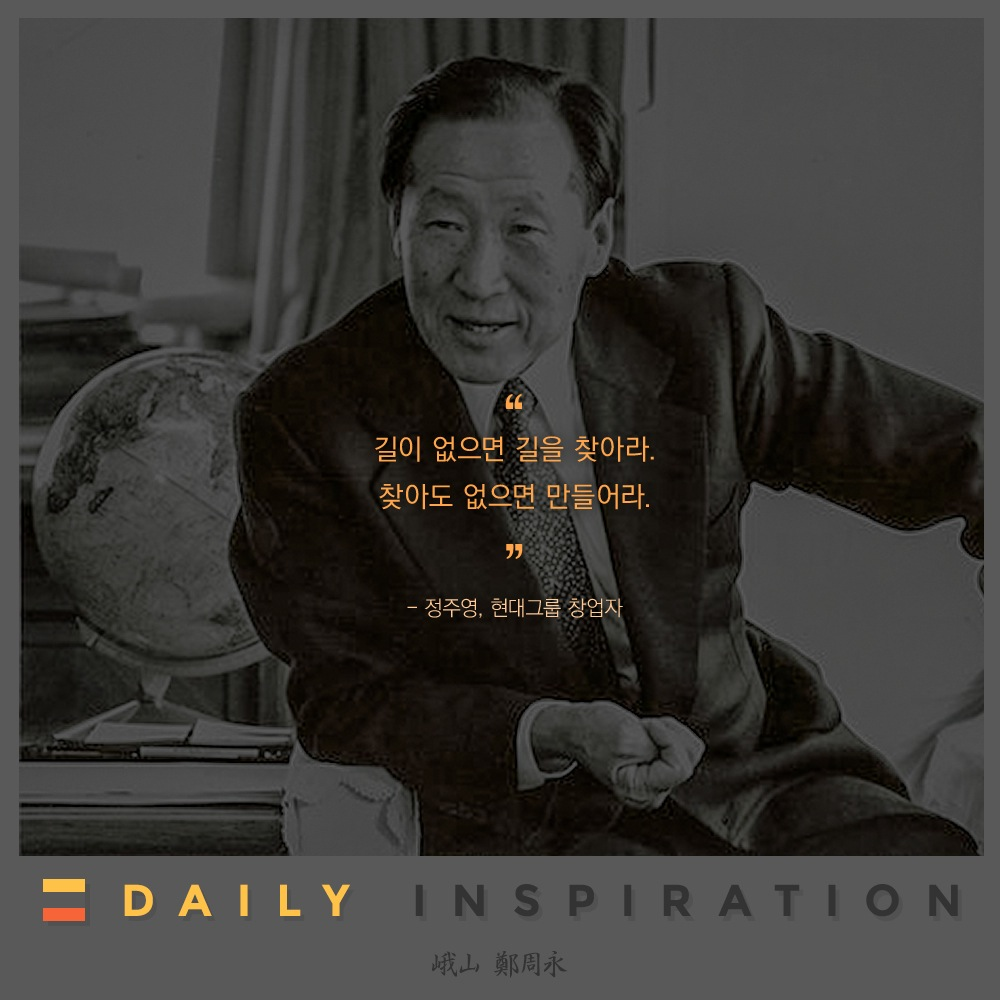 “
길이 없으면 길을 찾아라.
찾아도 없으면 만들어라.
”
– 정주영, 현대그룹 창업자
DAILY INSPIRATION
峨山 鄭周永